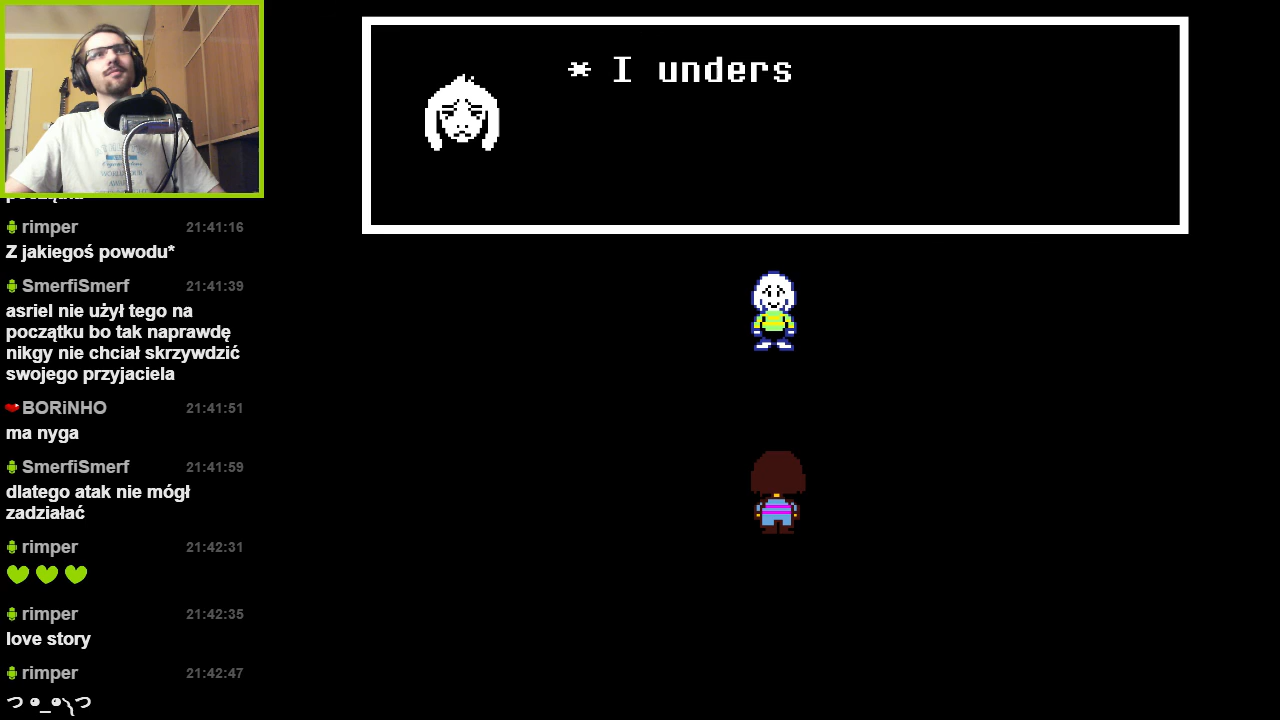 * I unders
rimper 21:41:16
Z jakiegoś powodu*
SmerfiSmerf 21:41:39
asriel nie użył tego na
początku bo tak naprawdę
nikgy nie chciał skrzywdzić
swojego przyjaciela
BORiNHO 21:41:51
ma nyga
SmerfiSmerf 21:41:59
dlatego atak nie mógł
zadziałać
rimper 21:42:31
rimper 21:42:35
love story
rimper 21:42:47